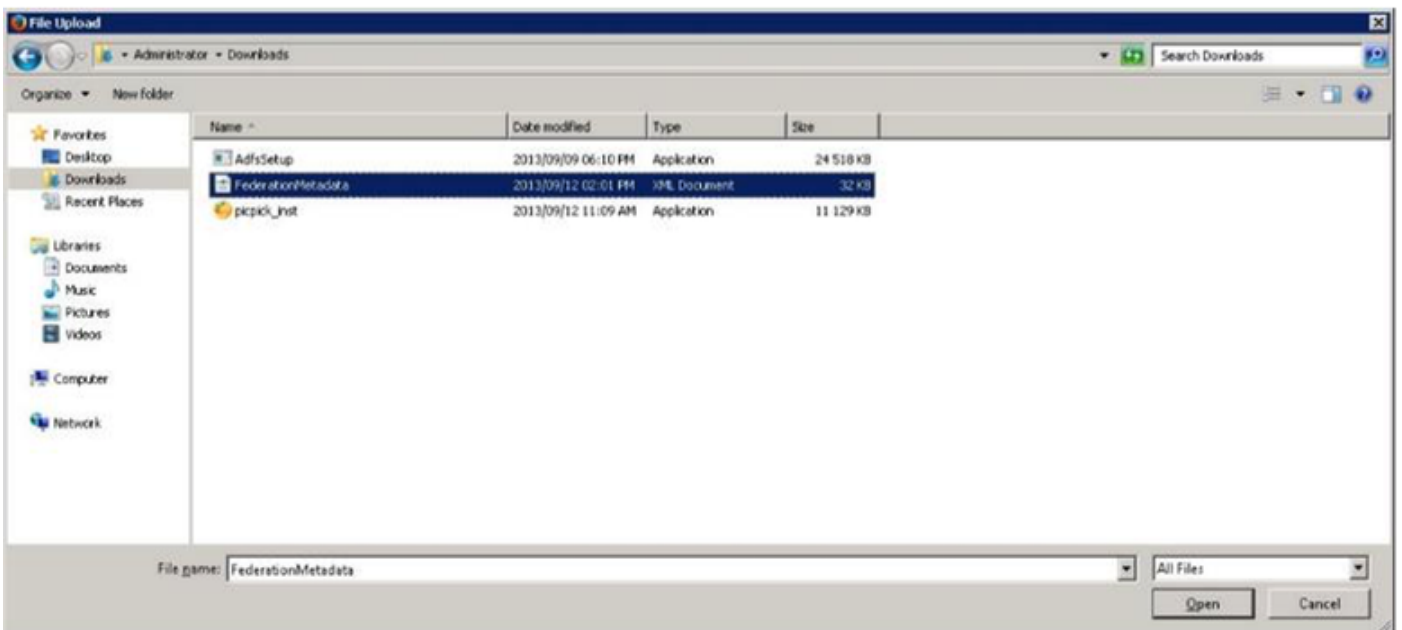 File Upload
Administrator Downloads
Search Downloads
Organize New folder
Name Date modified Type Size
Favorites
Desktop
Downloads
Recent Places
Libraries
Documents
Music
Pictures
Videos
Computer
Network
AdfsSetup 2013/09/09 06:10 PM Application 24 518 KB
FederationMetadata 2013/09/12 02:01 PM XML Document 32 KB
picpick_inst 2013/09/12 11:09 AM Application 11 129 KB
File name: FederationMetadata
All Files
Open Cancel